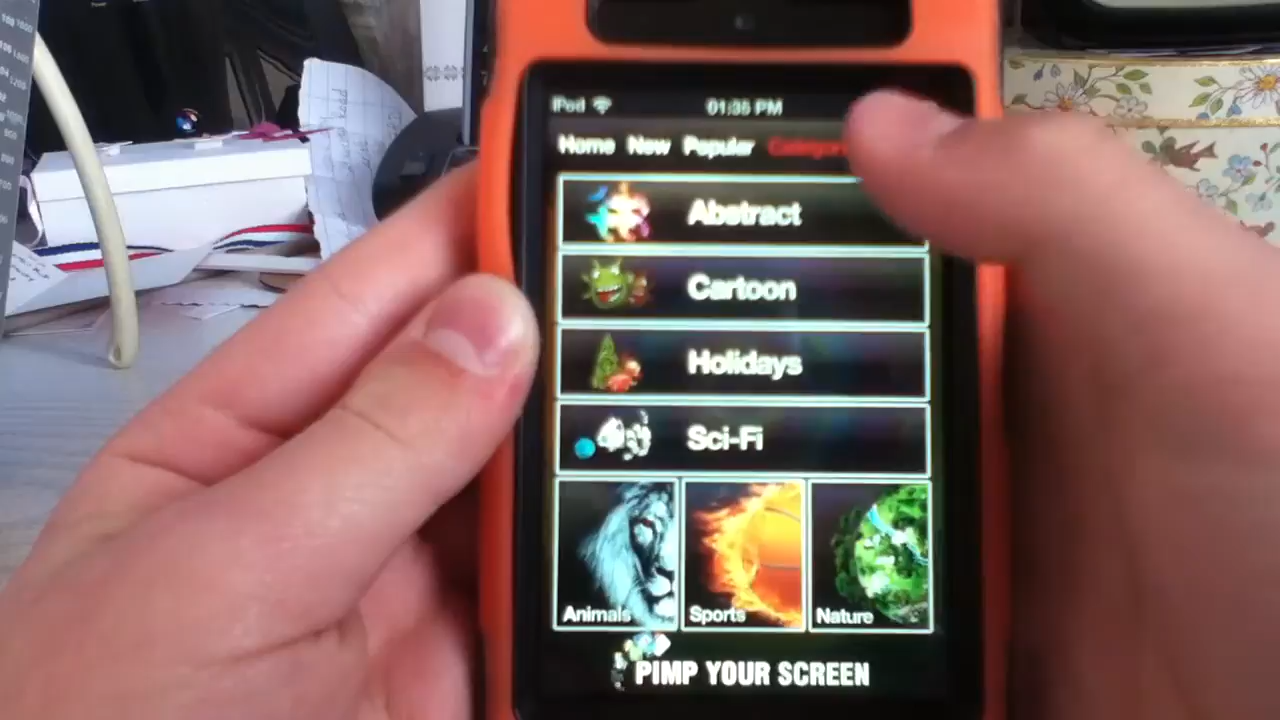 iPod 01:35 PM
Home New Popular
Abstract
Cartoon
Holidays
Sci-Fi
Animals Sports Nature
PIMP YOUR SCREEN